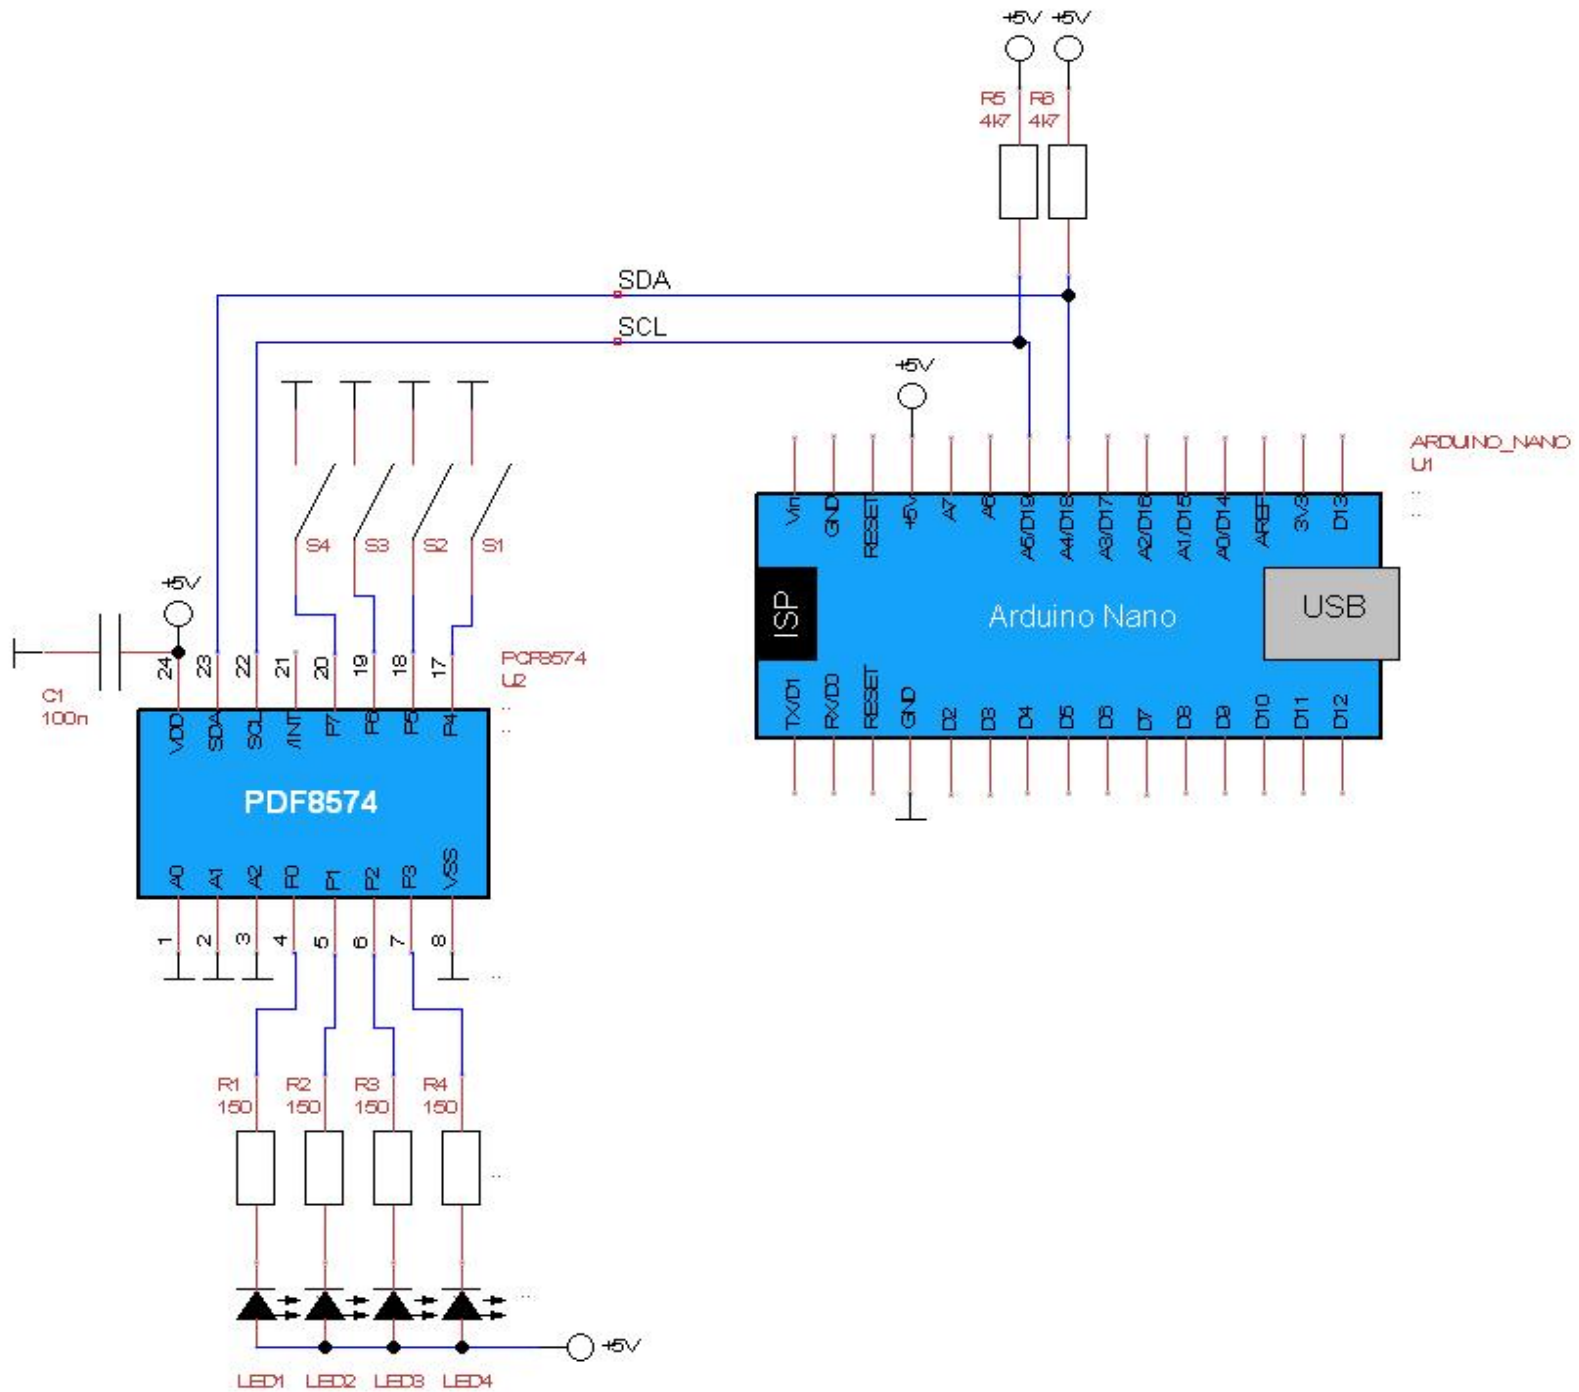 +5V +5V
R5 R6
4k7 4k7
SDA
SCL
+5V
ARDUINO_NANO
U1
Vin GND RESET +5V A7 A6 A5/D19 A4/D18 A3/D17 A2/D16 A1/D15 A0/D14 AREF 3V3 D13
S4 S3 S2 S1
+5V
ISP
Arduino Nano
USB
C1
100n
24 23 22 21 20 19 18 17
PCF8574
U2
VDD SDA SCL /INT P7 P6 P5 P4
TX/D1 RX/D0 RESET GND D2 D3 D4 D5 D6 D7 D8 D9 D10 D11 D12
PDF8574
A0 A1 A2 P0 P1 P2 P3 VSS
1 2 3 4 5 6 7 8
R1 R2 R3 R4
150 150 150 150
+5V
LED1 LED2 LED3 LED4